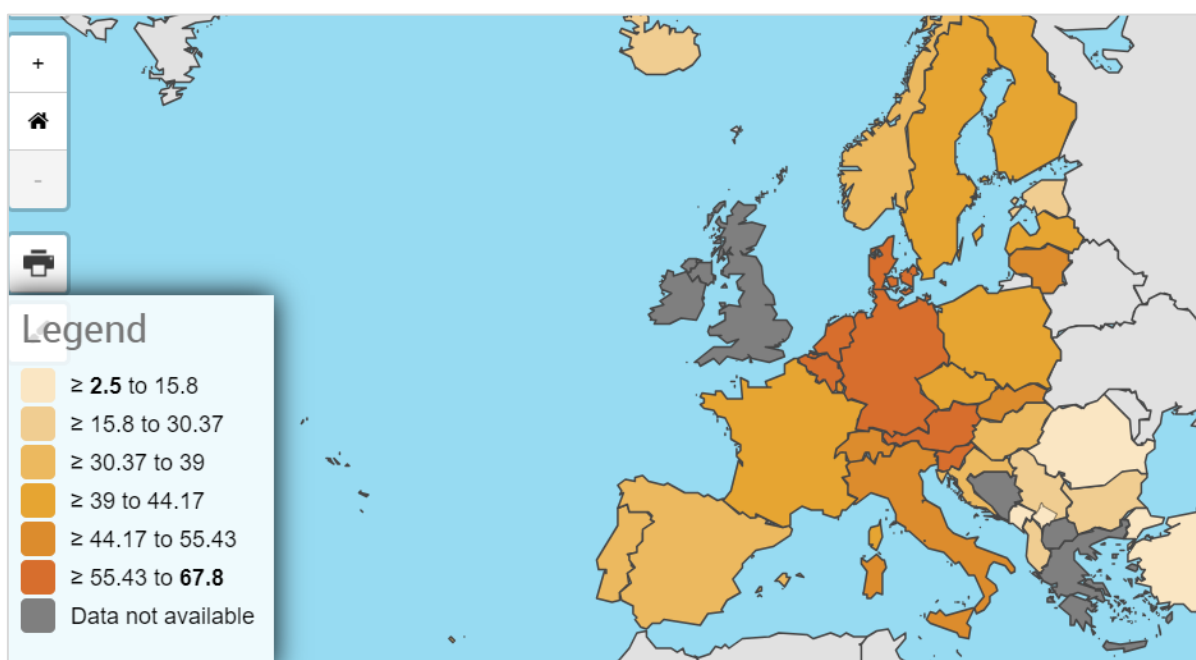 +
-
Legend
≥ 2.5 to 15.8
≥ 15.8 to 30.37
≥ 30.37 to 39
≥ 39 to 44.17
≥ 44.17 to 55.43
≥ 55.43 to 67.8
Data not available